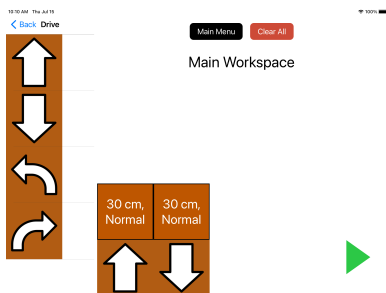 10:10 AM Thu Jul 15
100%
Back Drive
Main Menu
Clear All
Main Workspace
30 cm,
Normal
30 cm,
Normal